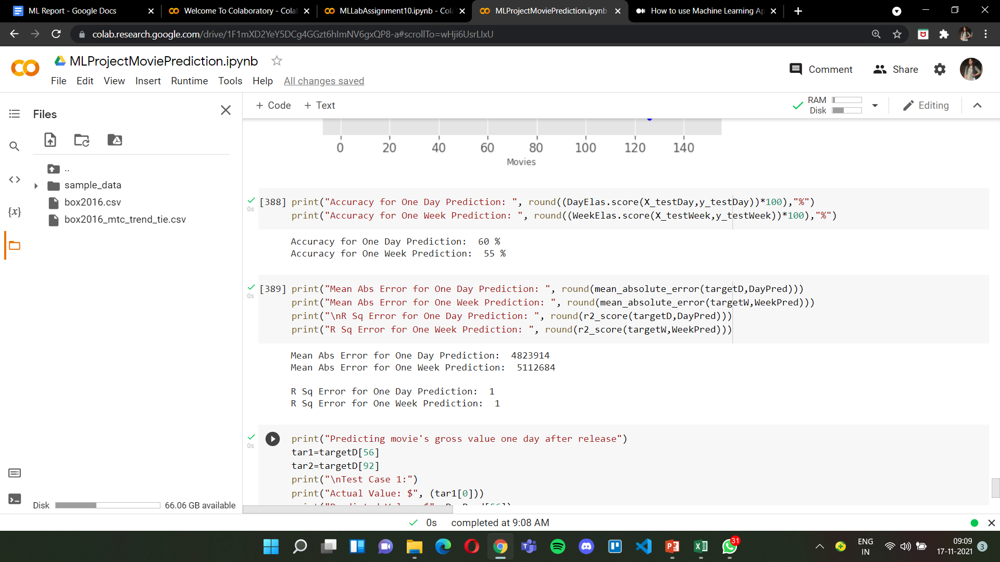 ML Report - Google Docs
Welcome To Colaboratory - Colab
MLLabAssignment10.ipynb - Cola
MLProjectMoviePrediction.ipynb
How to use Machine Learning Ap
colab.research.google.com/drive/1F1mXD2YeY5DCg4GGzt6hImNV6gxQP8-a#scrollTo=wHji6UsrLIxU
MLProjectMoviePrediction.ipynb
Comment
Share
File Edit View Insert Runtime Tools Help All changes saved
Files
+ Code + Text
RAM
Disk
Editing
0 20 40 60 80 100 120 140
Movies
..
sample_data
box2016.csv
box2016_mtc_trend_tie.csv
{x}
[388] print("Accuracy for One Day Prediction: ", round((DayElas.score(X_testDay,y_testDay))*100),"%")
0s
print("Accuracy for One Week Prediction: ", round((WeekElas.score(X_testWeek,y_testWeek))*100),"%")
Accuracy for One Day Prediction:  60 %
Accuracy for One Week Prediction:  55 %
[389] print("Mean Abs Error for One Day Prediction: ", round(mean_absolute_error(targetD,DayPred)))
0s
print("Mean Abs Error for One Week Prediction: ", round(mean_absolute_error(targetW,WeekPred)))
print("\nR Sq Error for One Day Prediction: ", round(r2_score(targetD,DayPred)))
print("R Sq Error for One Week Prediction: ", round(r2_score(targetW,WeekPred)))
Mean Abs Error for One Day Prediction:  4823914
Mean Abs Error for One Week Prediction:  5112684
R Sq Error for One Day Prediction:  1
R Sq Error for One Week Prediction:  1
0s
print("Predicting movie's gross value one day after release")
tar1=targetD[56]
tar2=targetD[92]
print("\nTest Case 1:")
print("Actual Value: $", (tar1[0]))
Disk
66.06 GB available
0s completed at 9:08 AM
31
ENG
IN
09:09
17-11-2021
3